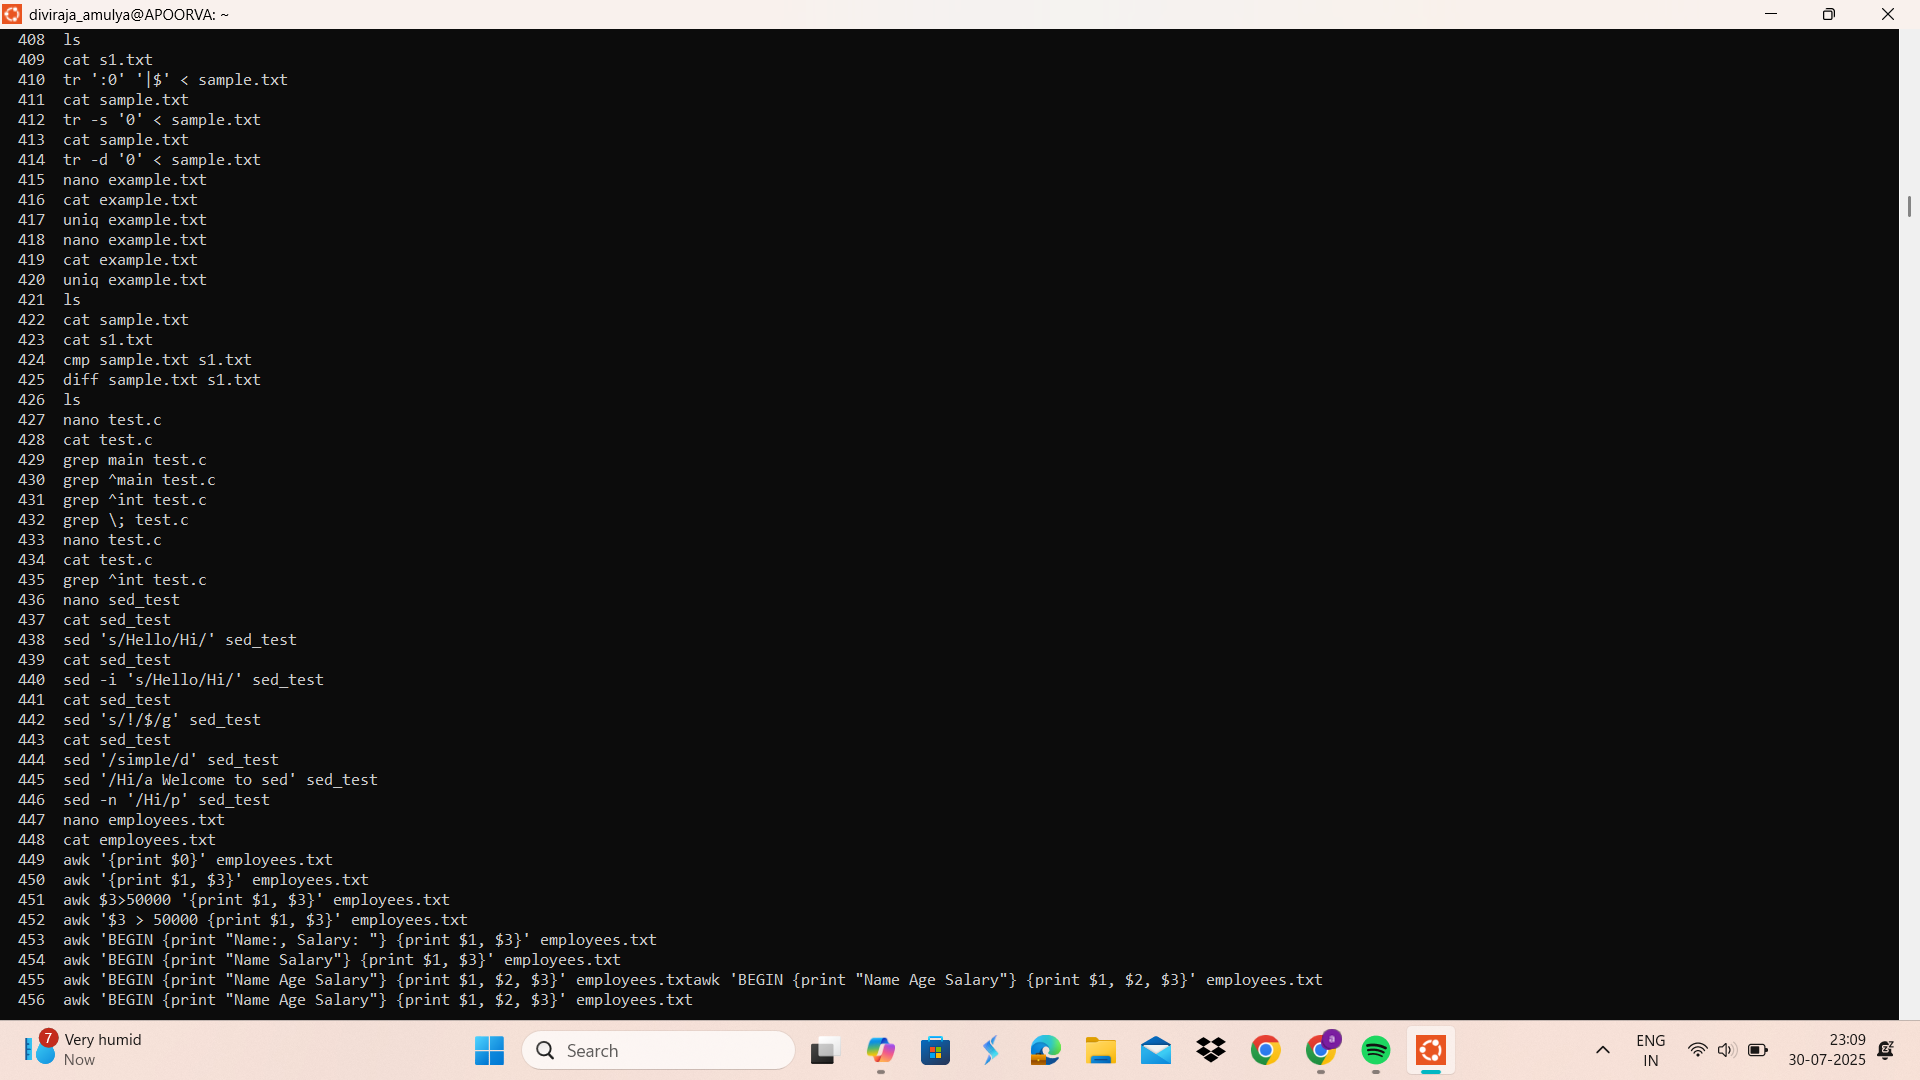 diviraja_amulya@APOORVA: ~
408 ls
409 cat s1.txt
410 tr ':0' '|$' < sample.txt
411 cat sample.txt
412 tr -s '0' < sample.txt
413 cat sample.txt
414 tr -d '0' < sample.txt
415 nano example.txt
416 cat example.txt
417 uniq example.txt
418 nano example.txt
419 cat example.txt
420 uniq example.txt
421 ls
422 cat sample.txt
423 cat s1.txt
424 cmp sample.txt s1.txt
425 diff sample.txt s1.txt
426 ls
427 nano test.c
428 cat test.c
429 grep main test.c
430 grep ^main test.c
431 grep ^int test.c
432 grep \; test.c
433 nano test.c
434 cat test.c
435 grep ^int test.c
436 nano sed_test
437 cat sed_test
438 sed 's/Hello/Hi/' sed_test
439 cat sed_test
440 sed -i 's/Hello/Hi/' sed_test
441 cat sed_test
442 sed 's/!/$/g' sed_test
443 cat sed_test
444 sed '/simple/d' sed_test
445 sed '/Hi/a Welcome to sed' sed_test
446 sed -n '/Hi/p' sed_test
447 nano employees.txt
448 cat employees.txt
449 awk '{print $0}' employees.txt
450 awk '{print $1, $3}' employees.txt
451 awk $3>50000 '{print $1, $3}' employees.txt
452 awk '$3 > 50000 {print $1, $3}' employees.txt
453 awk 'BEGIN {print "Name:, Salary: "} {print $1, $3}' employees.txt
454 awk 'BEGIN {print "Name Salary"} {print $1, $3}' employees.txt
455 awk 'BEGIN {print "Name Age Salary"} {print $1, $2, $3}' employees.txtawk 'BEGIN {print "Name Age Salary"} {print $1, $2, $3}' employees.txt
456 awk 'BEGIN {print "Name Age Salary"} {print $1, $2, $3}' employees.txt
7
Very humid
Now
Search
a
ENG
IN
23:09
30-07-2025